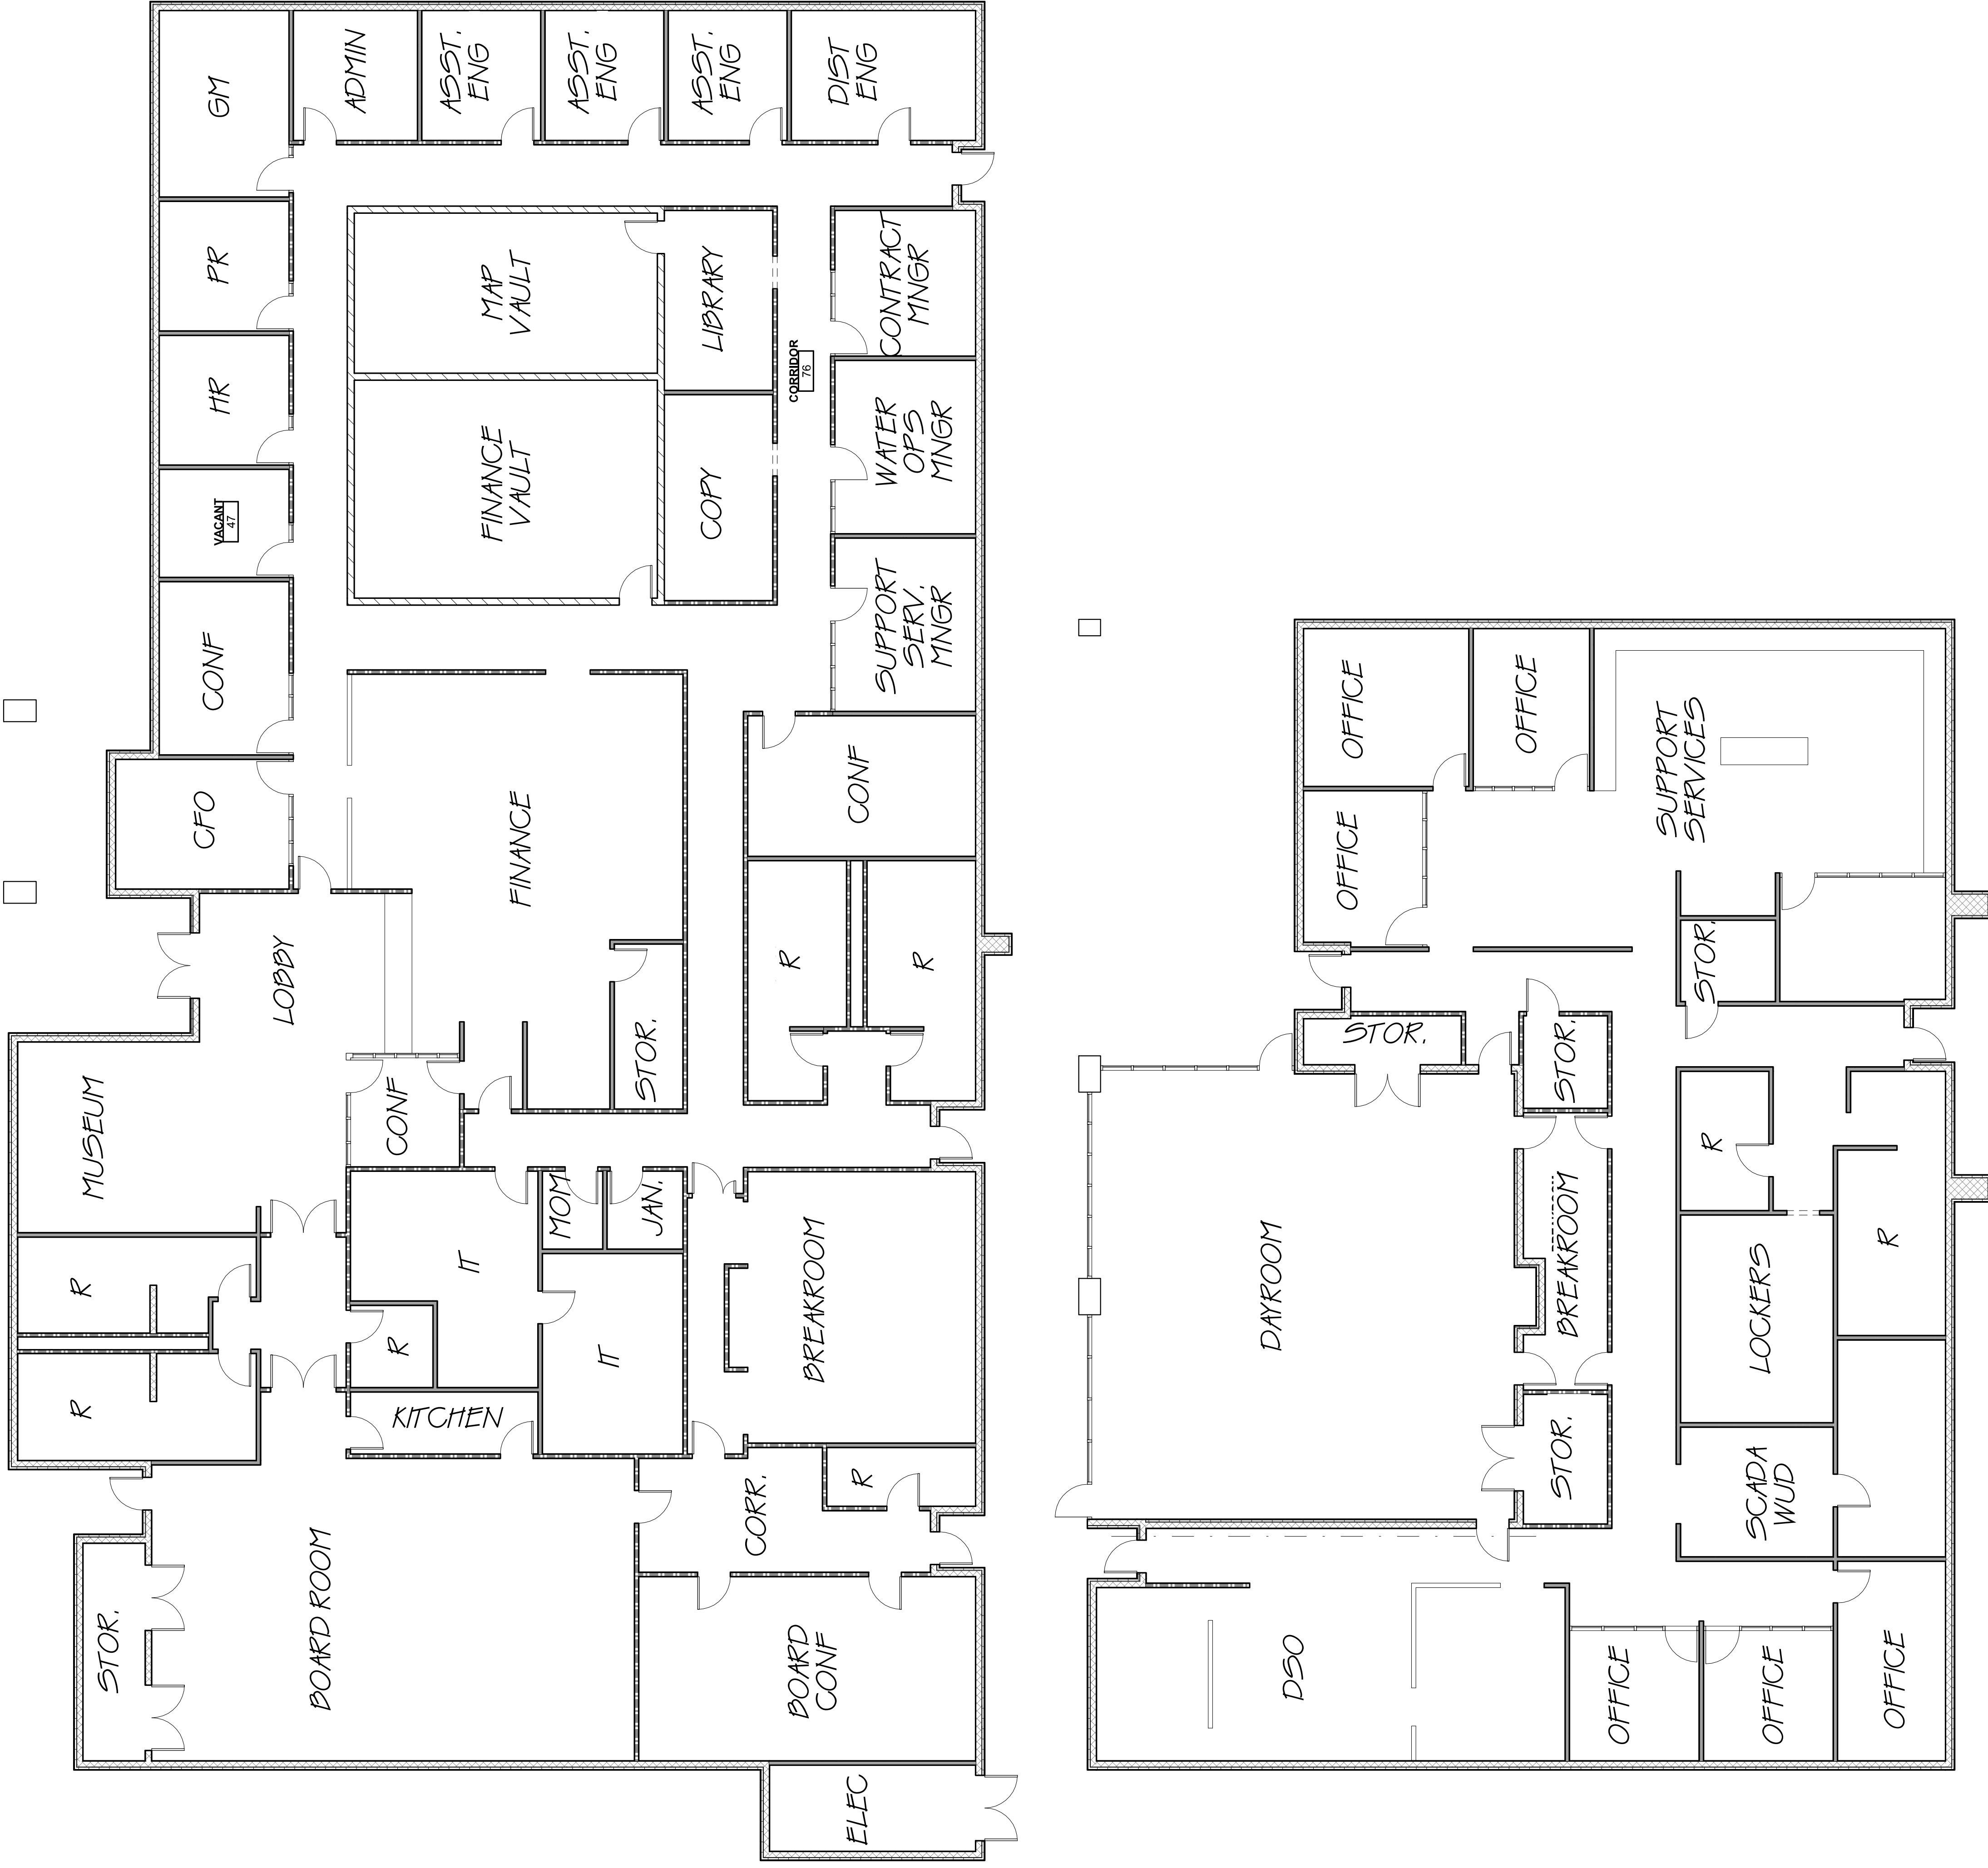 GM
ADMIN
ASST.
ENG
ASST.
ENG
ASST.
ENG
DIST
ENG
PR
HR
VACANT
47
CONF
CFO
MAP
VAULT
LIBRARY
FINANCE
VAULT
COPY
CORRIDOR
76
CONTRACT
MNGR
WATER
OPS
MNGR
SUPPORT
SERV.
MNGR
CONF
FINANCE
LOBBY
STOR.
R
R
MUSEUM
CONF
R
R
IT
MOM
JAN.
R
IT
KITCHEN
BREAKROOM
CORR.
R
STOR.
BOARD ROOM
BOARD
CONF
ELEC
OFFICE
OFFICE
OFFICE
SUPPORT
SERVICES
STOR.
STOR.
STOR.
DAYROOM
BREAKROOM
R
R
LOCKERS
STOR.
SCADA
WUD
DSO
OFFICE
OFFICE
OFFICE